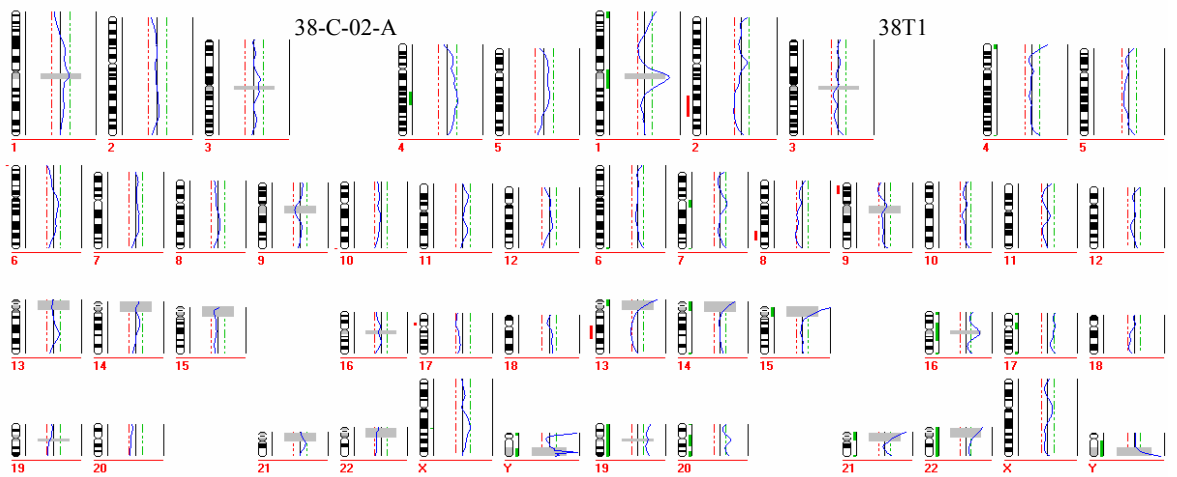 38-C-02-A 38T1
1 2 3 4 5 1 2 3 4 5
6 7 8 9 10 11 12 6 7 8 9 10 11 12
13 14 15 16 17 18 13 14 15 16 17 18
19 20 21 22 X Y 19 20 21 22 X Y